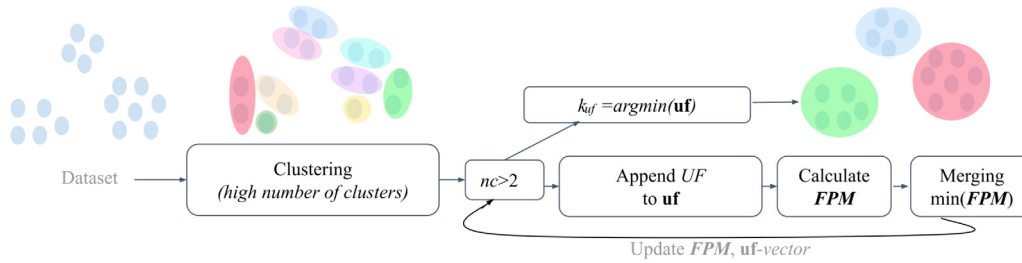 k_uf =argmin(uf)
Dataset
Clustering
(high number of clusters)
nc>2
Append UF
to uf
Calculate
FPM
Merging
min(FPM)
Update FPM, uf-vector